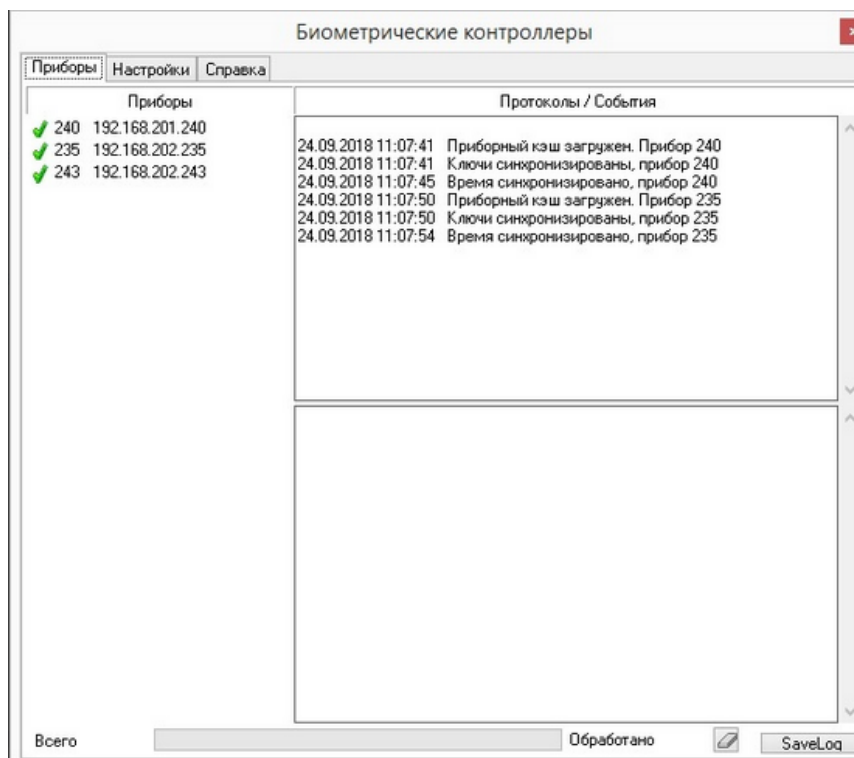 Биометрические контроллеры
Приборы Настройки Справка
Приборы
240 192.168.201.240
235 192.168.202.235
243 192.168.202.243
Протоколы / События
24.09.2018 11:07:41 Приборный кэш загружен. Прибор 240
24.09.2018 11:07:41 Ключи синхронизированы, прибор 240
24.09.2018 11:07:45 Время синхронизировано, прибор 240
24.09.2018 11:07:50 Приборный кэш загружен. Прибор 235
24.09.2018 11:07:50 Ключи синхронизированы, прибор 235
24.09.2018 11:07:54 Время синхронизировано, прибор 235
Всего Обработано SaveLog